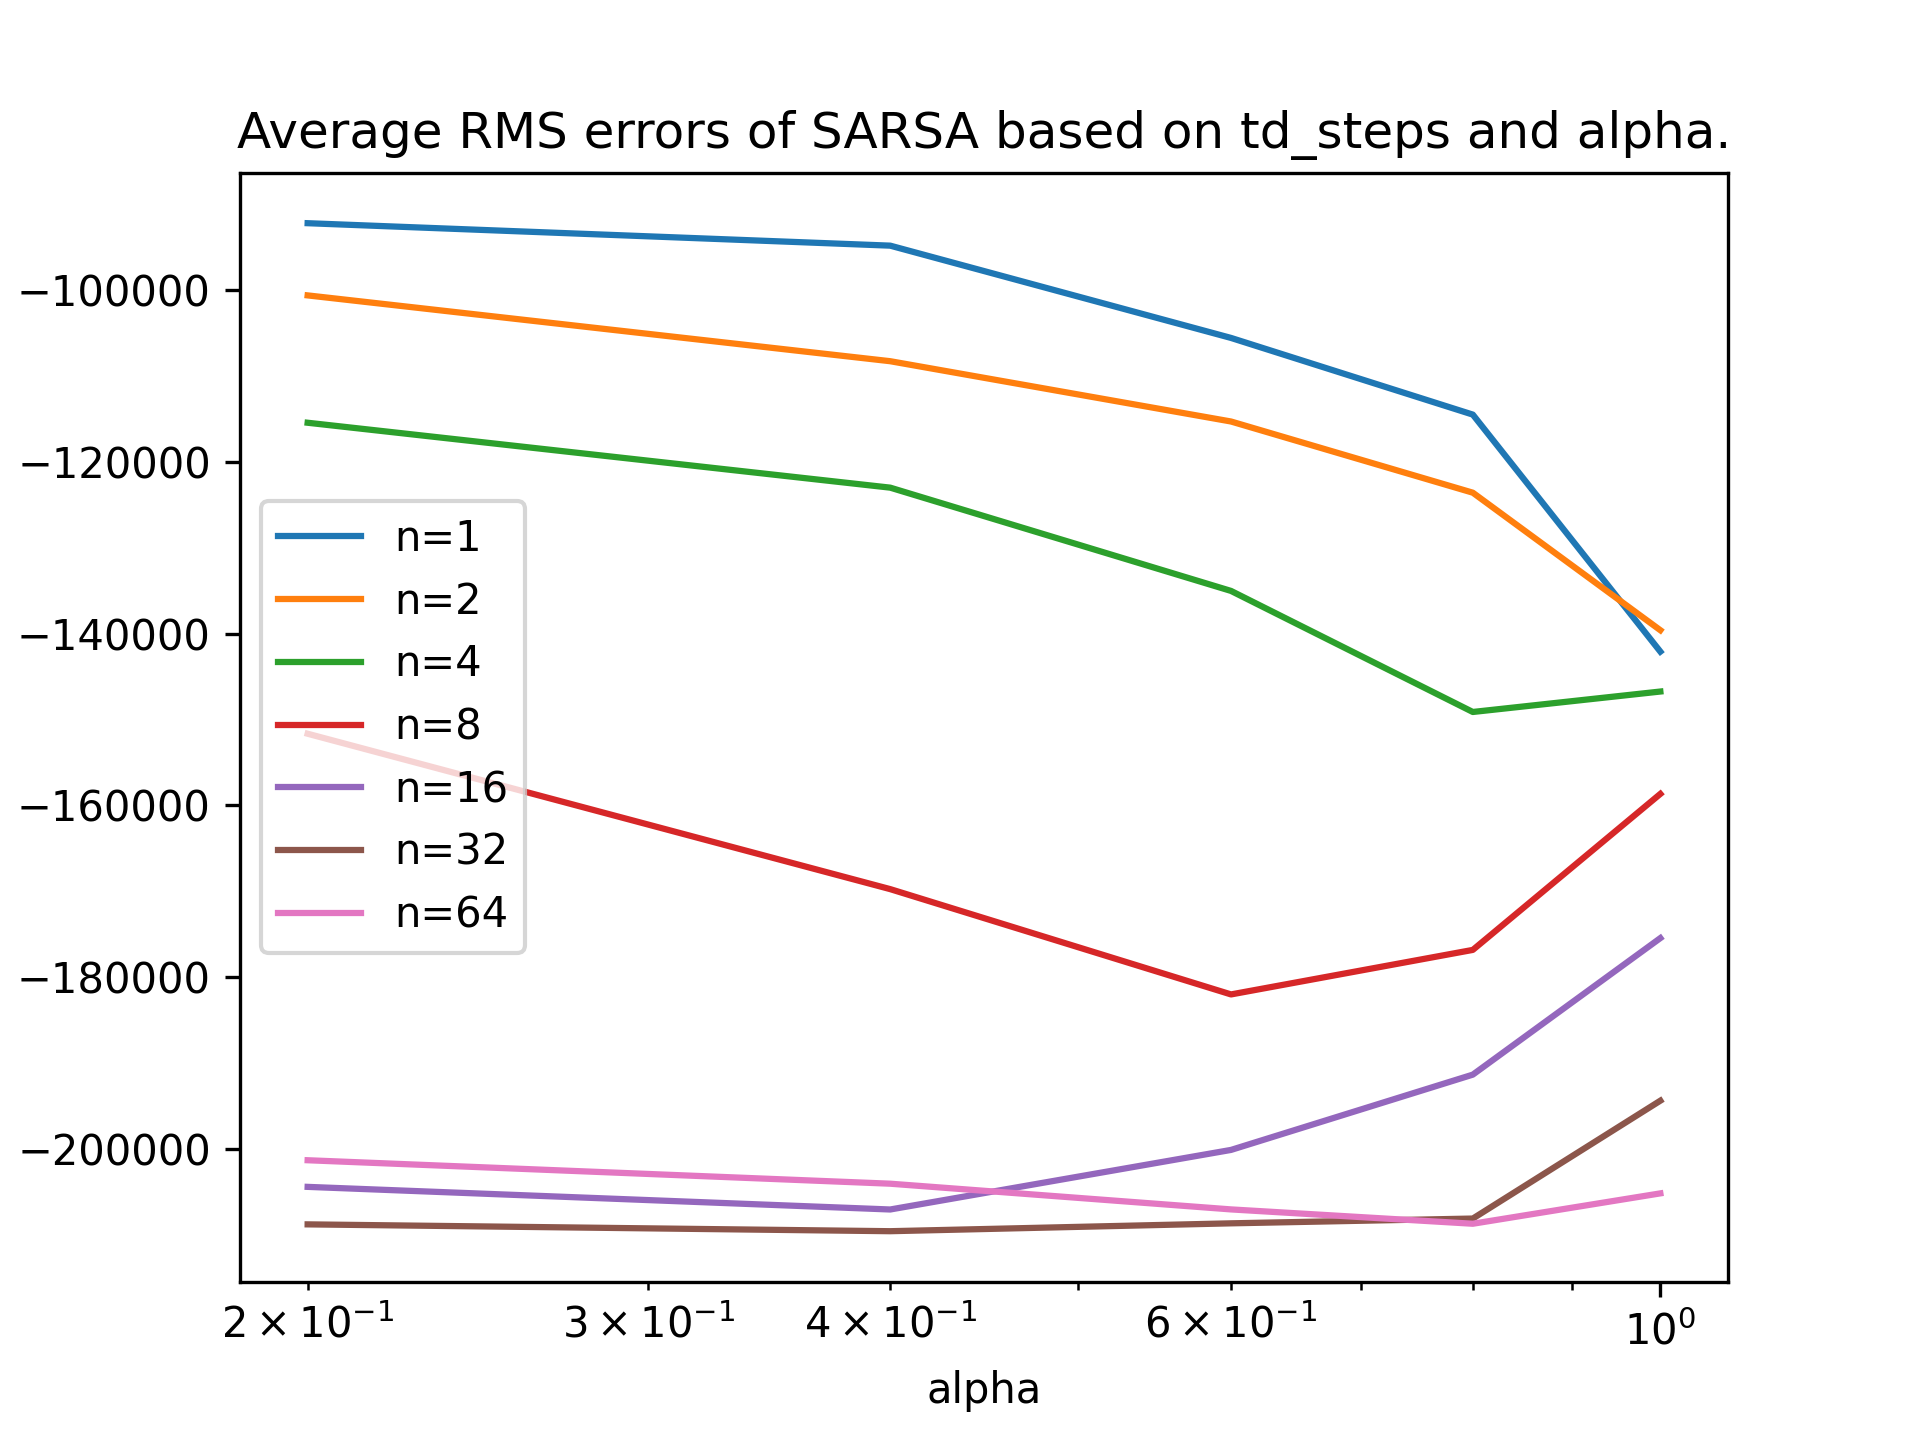 Average RMS errors of SARSA based on td_steps and alpha.
−100000
−120000
−140000
−160000
−180000
−200000
n=1
n=2
n=4
n=8
n=16
n=32
n=64
2 × 10⁻¹ 3 × 10⁻¹ 4 × 10⁻¹ 6 × 10⁻¹ 10⁰
alpha